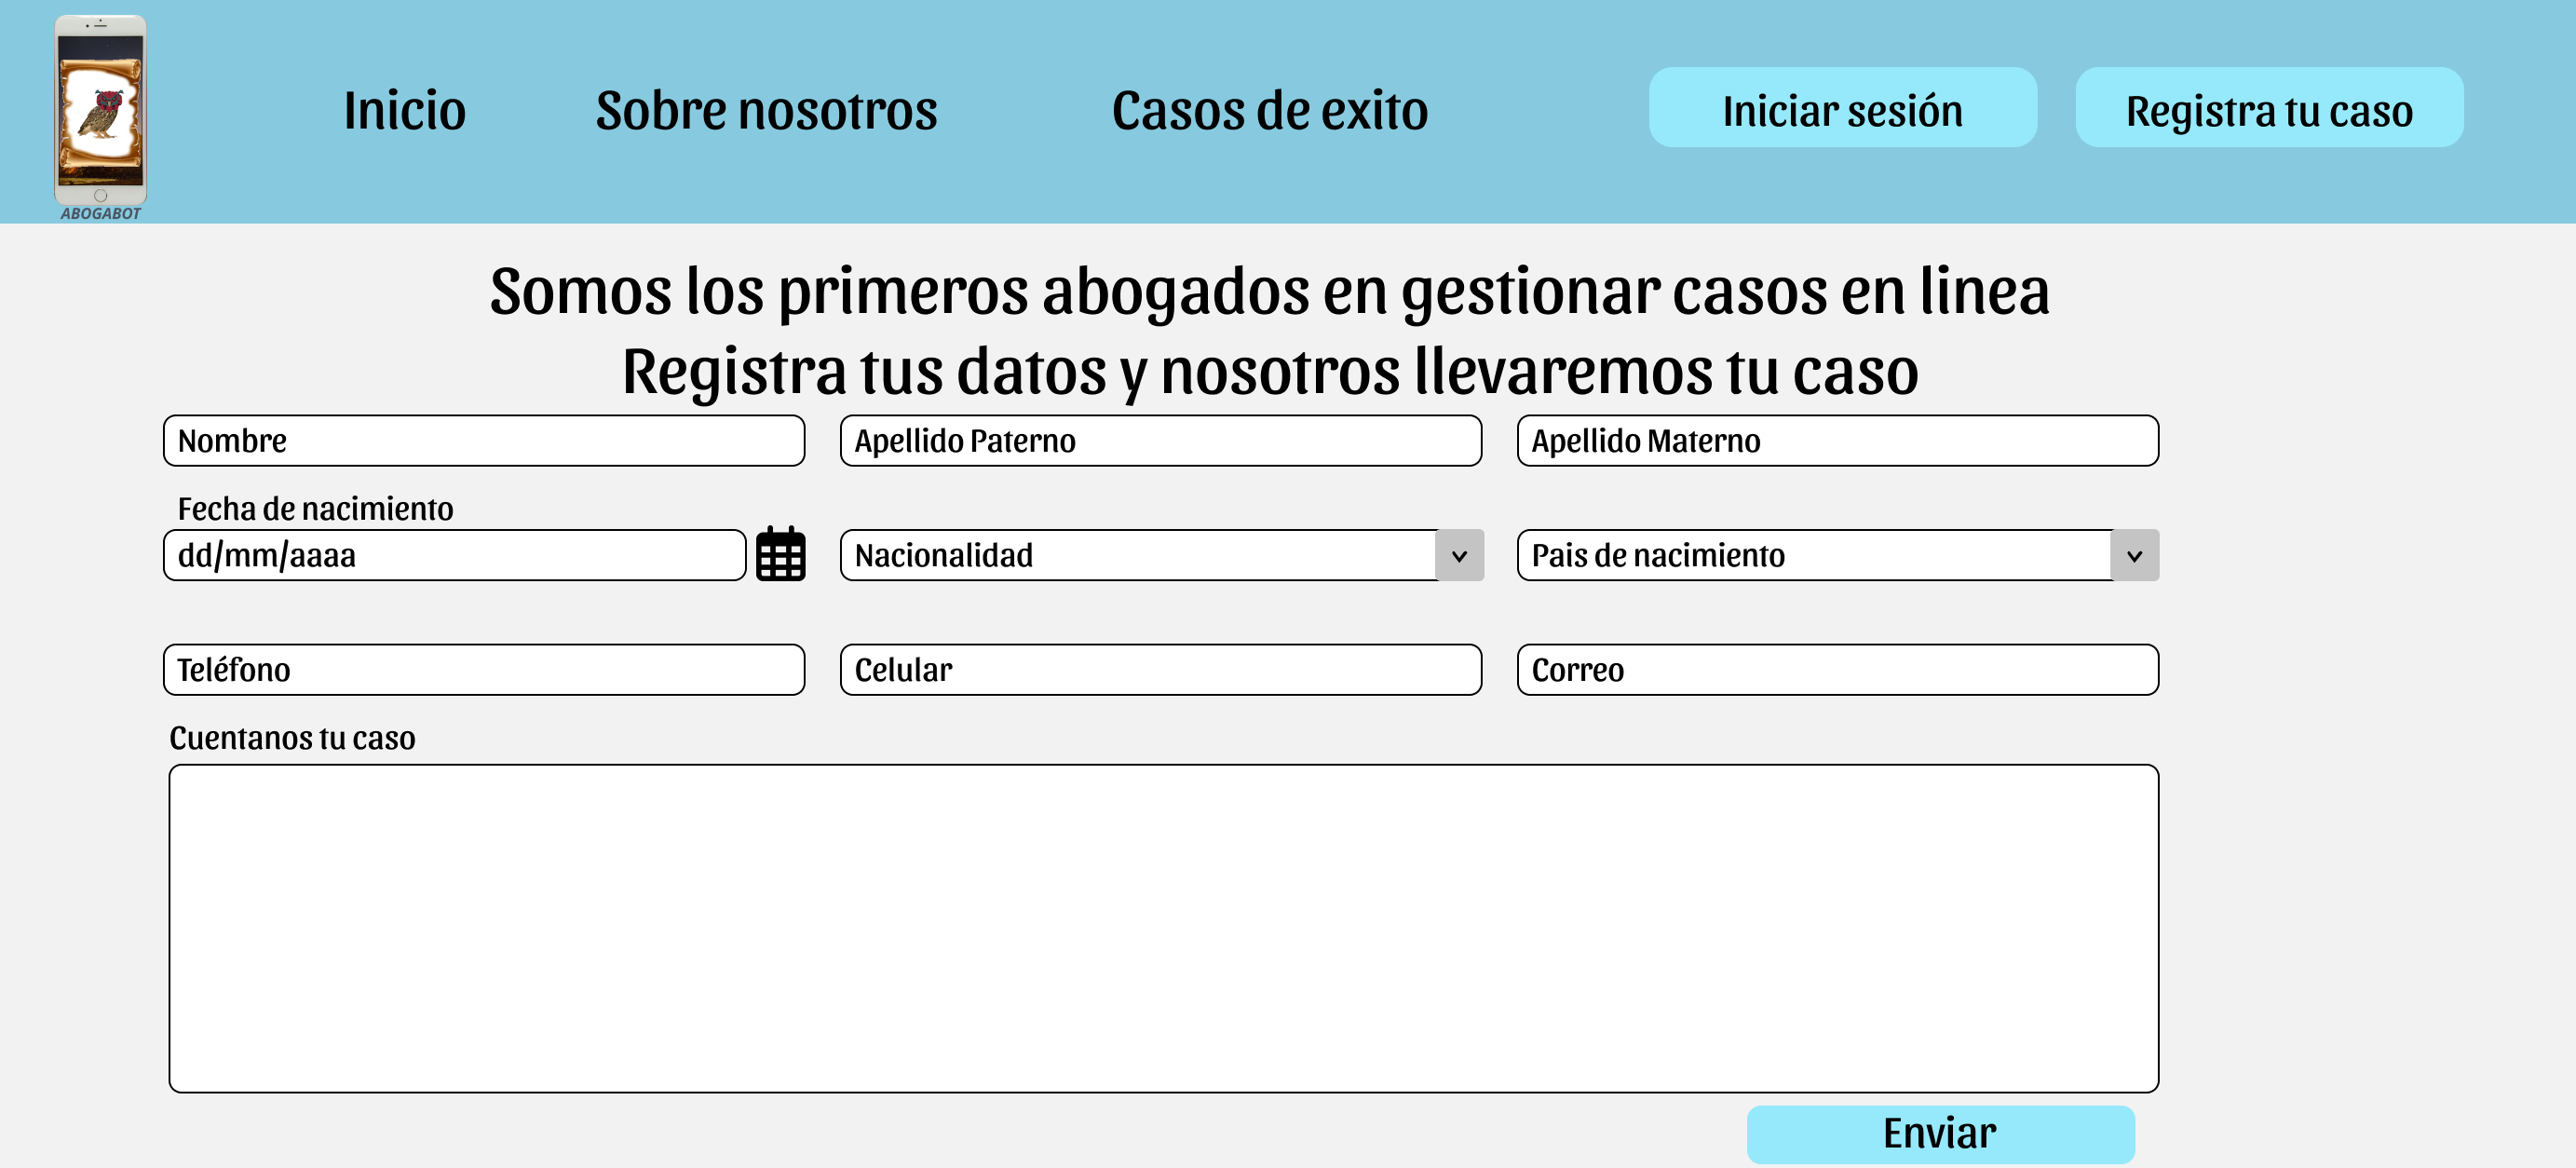 Inicio Sobre nosotros Casos de exito Iniciar sesión Registra tu caso
ABOGABOT
Somos los primeros abogados en gestionar casos en linea
Registra tus datos y nosotros llevaremos tu caso
Nombre Apellido Paterno Apellido Materno
Fecha de nacimiento
dd/mm/aaaa Nacionalidad Pais de nacimiento
Teléfono Celular Correo
Cuentanos tu caso
Enviar